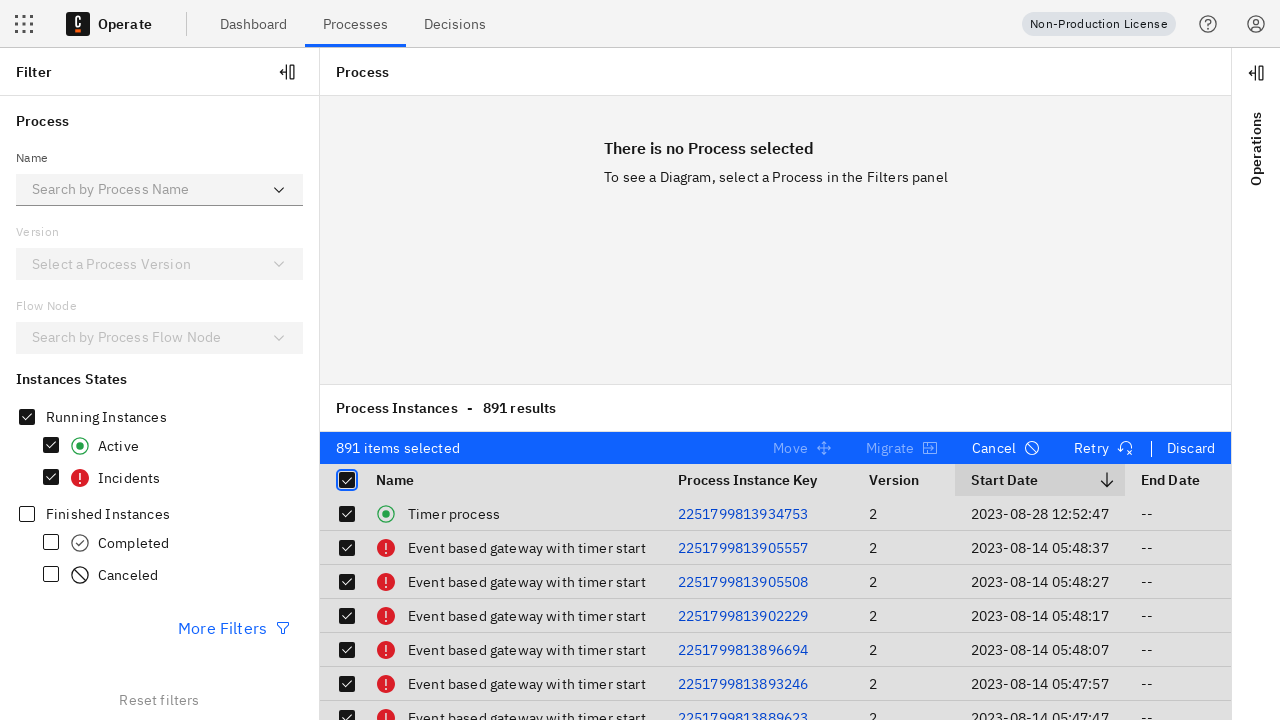 Operate
Dashboard
Processes
Decisions
Non-Production License
Filter
Process
Name
Search by Process Name
Version
Select a Process Version
Flow Node
Search by Process Flow Node
Instances States
Running Instances
Active
Incidents
Finished Instances
Completed
Canceled
More Filters
Reset filters
Process
There is no Process selected
To see a Diagram, select a Process in the Filters panel
Process Instances - 891 results
891 items selected Move Migrate Cancel Retry Discard
Name Process Instance Key Version Start Date End Date
Timer process 2251799813934753 2 2023-08-28 12:52:47 --
Event based gateway with timer start 2251799813905557 2 2023-08-14 05:48:37 --
Event based gateway with timer start 2251799813905508 2 2023-08-14 05:48:27 --
Event based gateway with timer start 2251799813902229 2 2023-08-14 05:48:17 --
Event based gateway with timer start 2251799813896694 2 2023-08-14 05:48:07 --
Event based gateway with timer start 2251799813893246 2 2023-08-14 05:47:57 --
Event based gateway with timer start 2251799813889623 2 2023-08-14 05:47:47 --
Operations